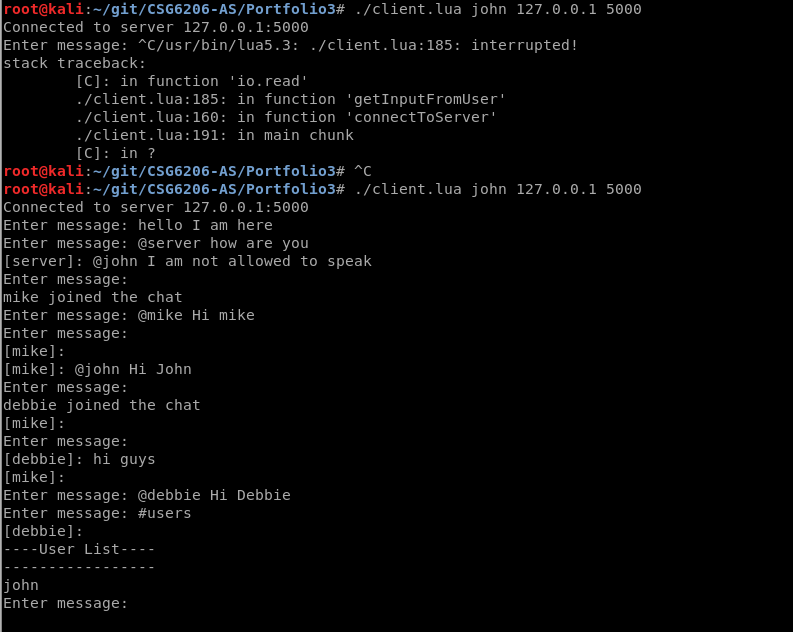 root@kali:~/git/CSG6206-AS/Portfolio3# ./client.lua john 127.0.0.1 5000
Connected to server 127.0.0.1:5000
Enter message: ^C/usr/bin/lua5.3: ./client.lua:185: interrupted!
stack traceback:
        [C]: in function 'io.read'
        ./client.lua:185: in function 'getInputFromUser'
        ./client.lua:160: in function 'connectToServer'
        ./client.lua:191: in main chunk
        [C]: in ?
root@kali:~/git/CSG6206-AS/Portfolio3# ^C
root@kali:~/git/CSG6206-AS/Portfolio3# ./client.lua john 127.0.0.1 5000
Connected to server 127.0.0.1:5000
Enter message: hello I am here
Enter message: @server how are you
[server]: @john I am not allowed to speak
Enter message:
mike joined the chat
Enter message: @mike Hi mike
Enter message:
[mike]:
[mike]: @john Hi John
Enter message:
debbie joined the chat
[mike]:
Enter message:
[debbie]: hi guys
[mike]:
Enter message: @debbie Hi Debbie
Enter message: #users
[debbie]:
----User List----
-----------------
john
Enter message: